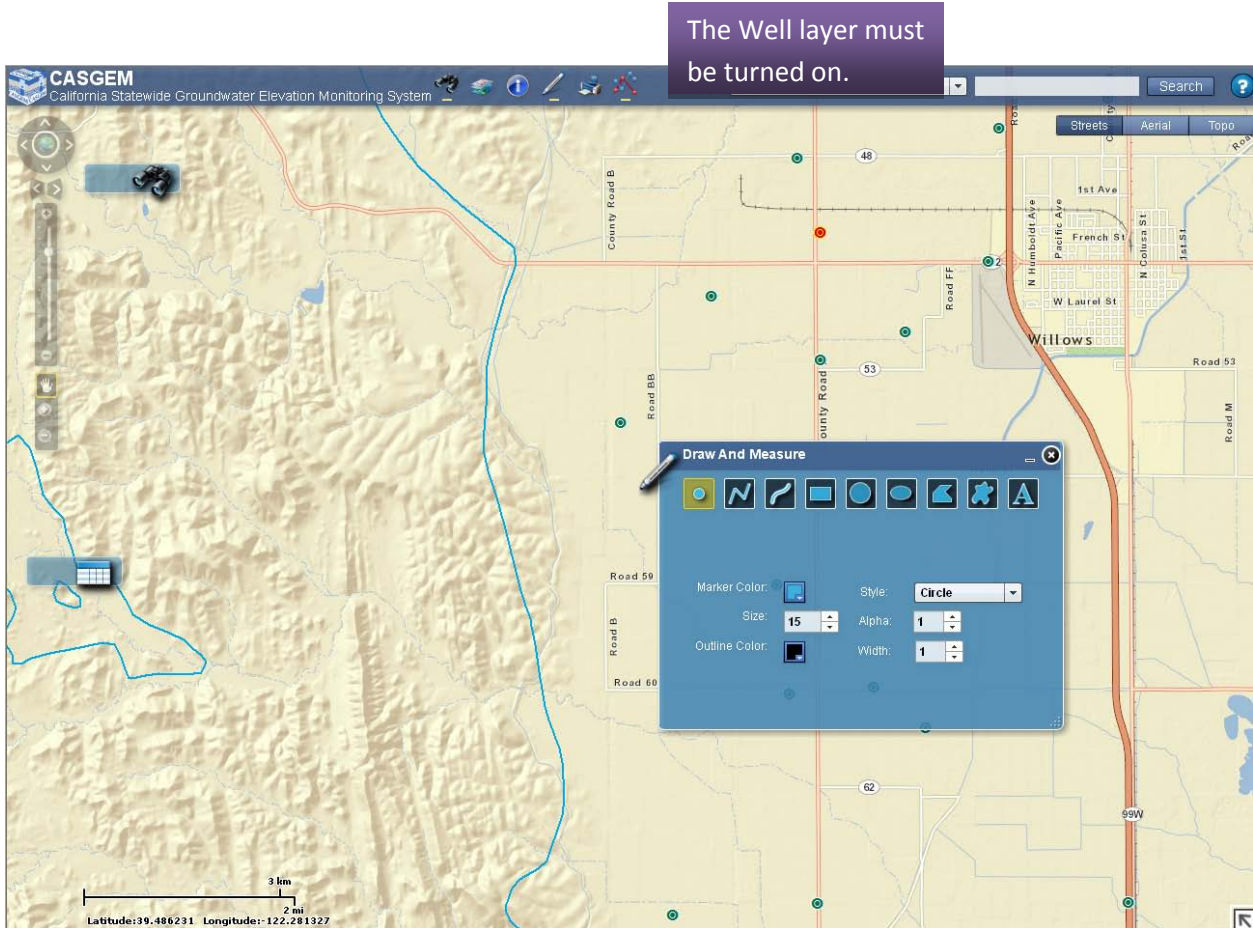 The Well layer must
be turned on.
CASGEM
California Statewide Groundwater Elevation Monitoring System
Search
?
Streets Aerial Topo
48
County Road B
1st Ave
N Humboldt Ave
Pacific Ave
French St
N Colusa St
1st St
Road FF
W Laurel St
Willows
Road 53
53
Road BB
ounty Road
Road M
Draw And Measure
A
Road 59
Marker Color:
Style:
Circle
Size:
15
Alpha:
1
Outline Color:
Width:
1
Road B
Road 60
62
99W
3 km
2 mi
Latitude:39.486231 Longitude:-122.281327